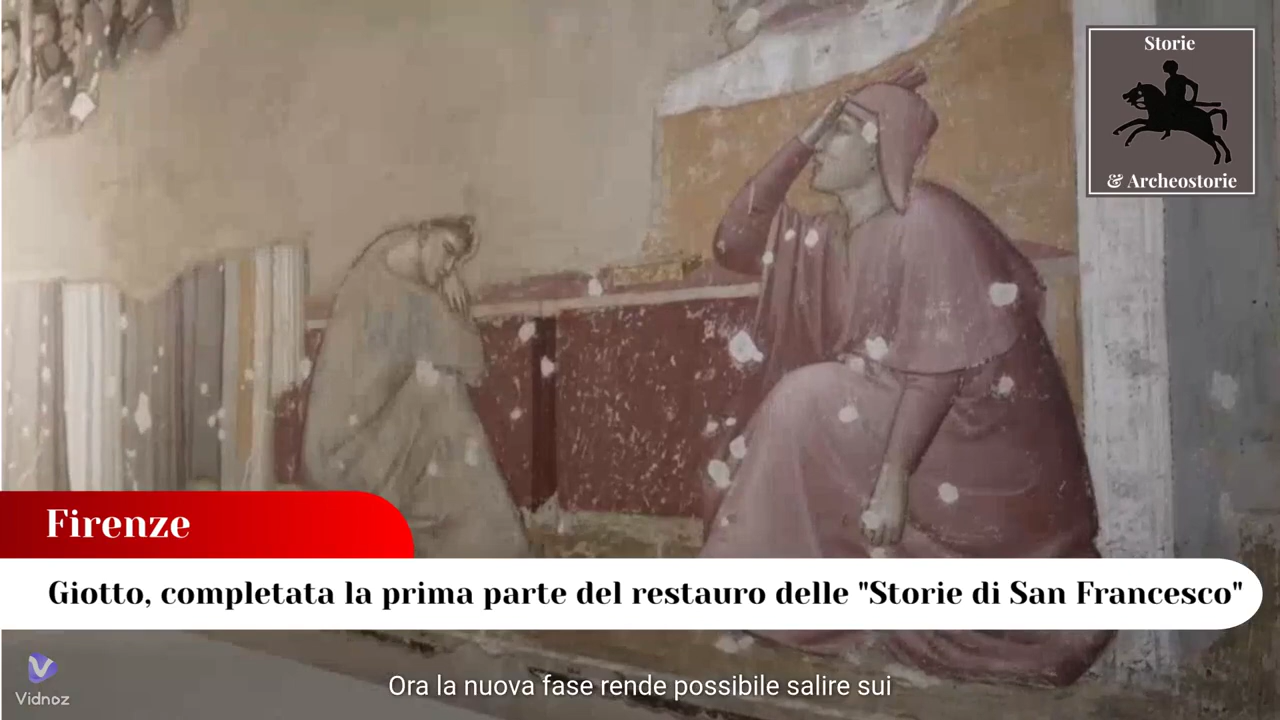 Storie
& Archeostorie
Firenze
Giotto, completata la prima parte del restauro delle "Storie di San Francesco"
Vidnoz
Ora la nuova fase rende possibile salire sui